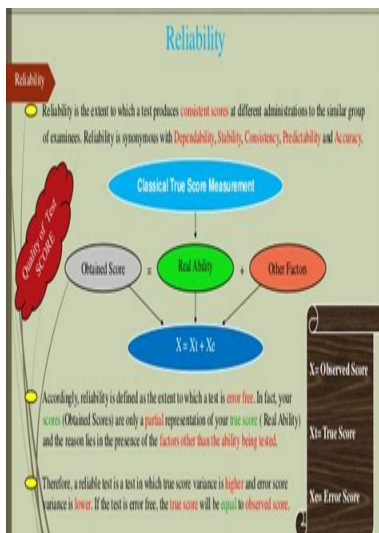 Reliability
Reliability
Reliability is the extent to which a test produces consistent scores at different administrations to the similar group
of examinees. Reliability is synonymous with Dependability, Stability, Consistency, Predictability and Accuracy.
Quality of Test
SCORE
Classical True Score Measurement
Obtained Score = Real Ability + Other Factors
X = Xt + Xe
X= Observed Score
Xt= True Score
Xe= Error Score
Accordingly, reliability is defined as the extent to which a test is error free. In fact, your
scores (Obtained Scores) are only a partial representation of your true score ( Real Ability)
and the reason lies in the presence of the factors other than the ability being tested.
Therefore, a reliable test is a test in which true score variance is higher and error score
variance is lower. If the test is error free, the true score will be equal to observed score.